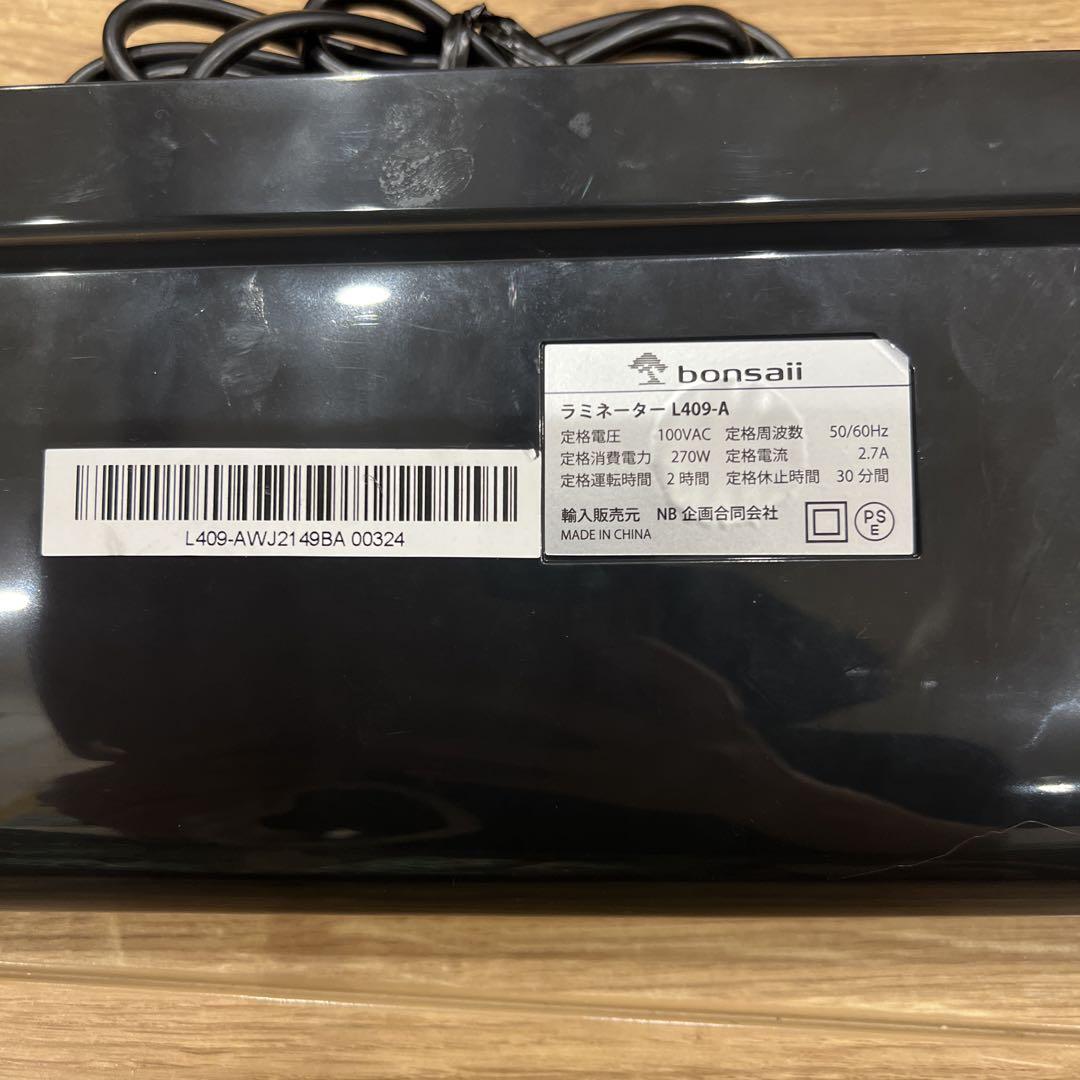 bonsaii
ラミネーター L409-A
定格電圧 100VAC 定格周波数 50/60Hz
定格消費電力 270W 定格電流 2.7A
定格運転時間 2 時間 定格休止時間 30 分間
輸入販売元 NB 企画合同会社
MADE IN CHINA
PS
E
L409-AWJ2149BA 00324